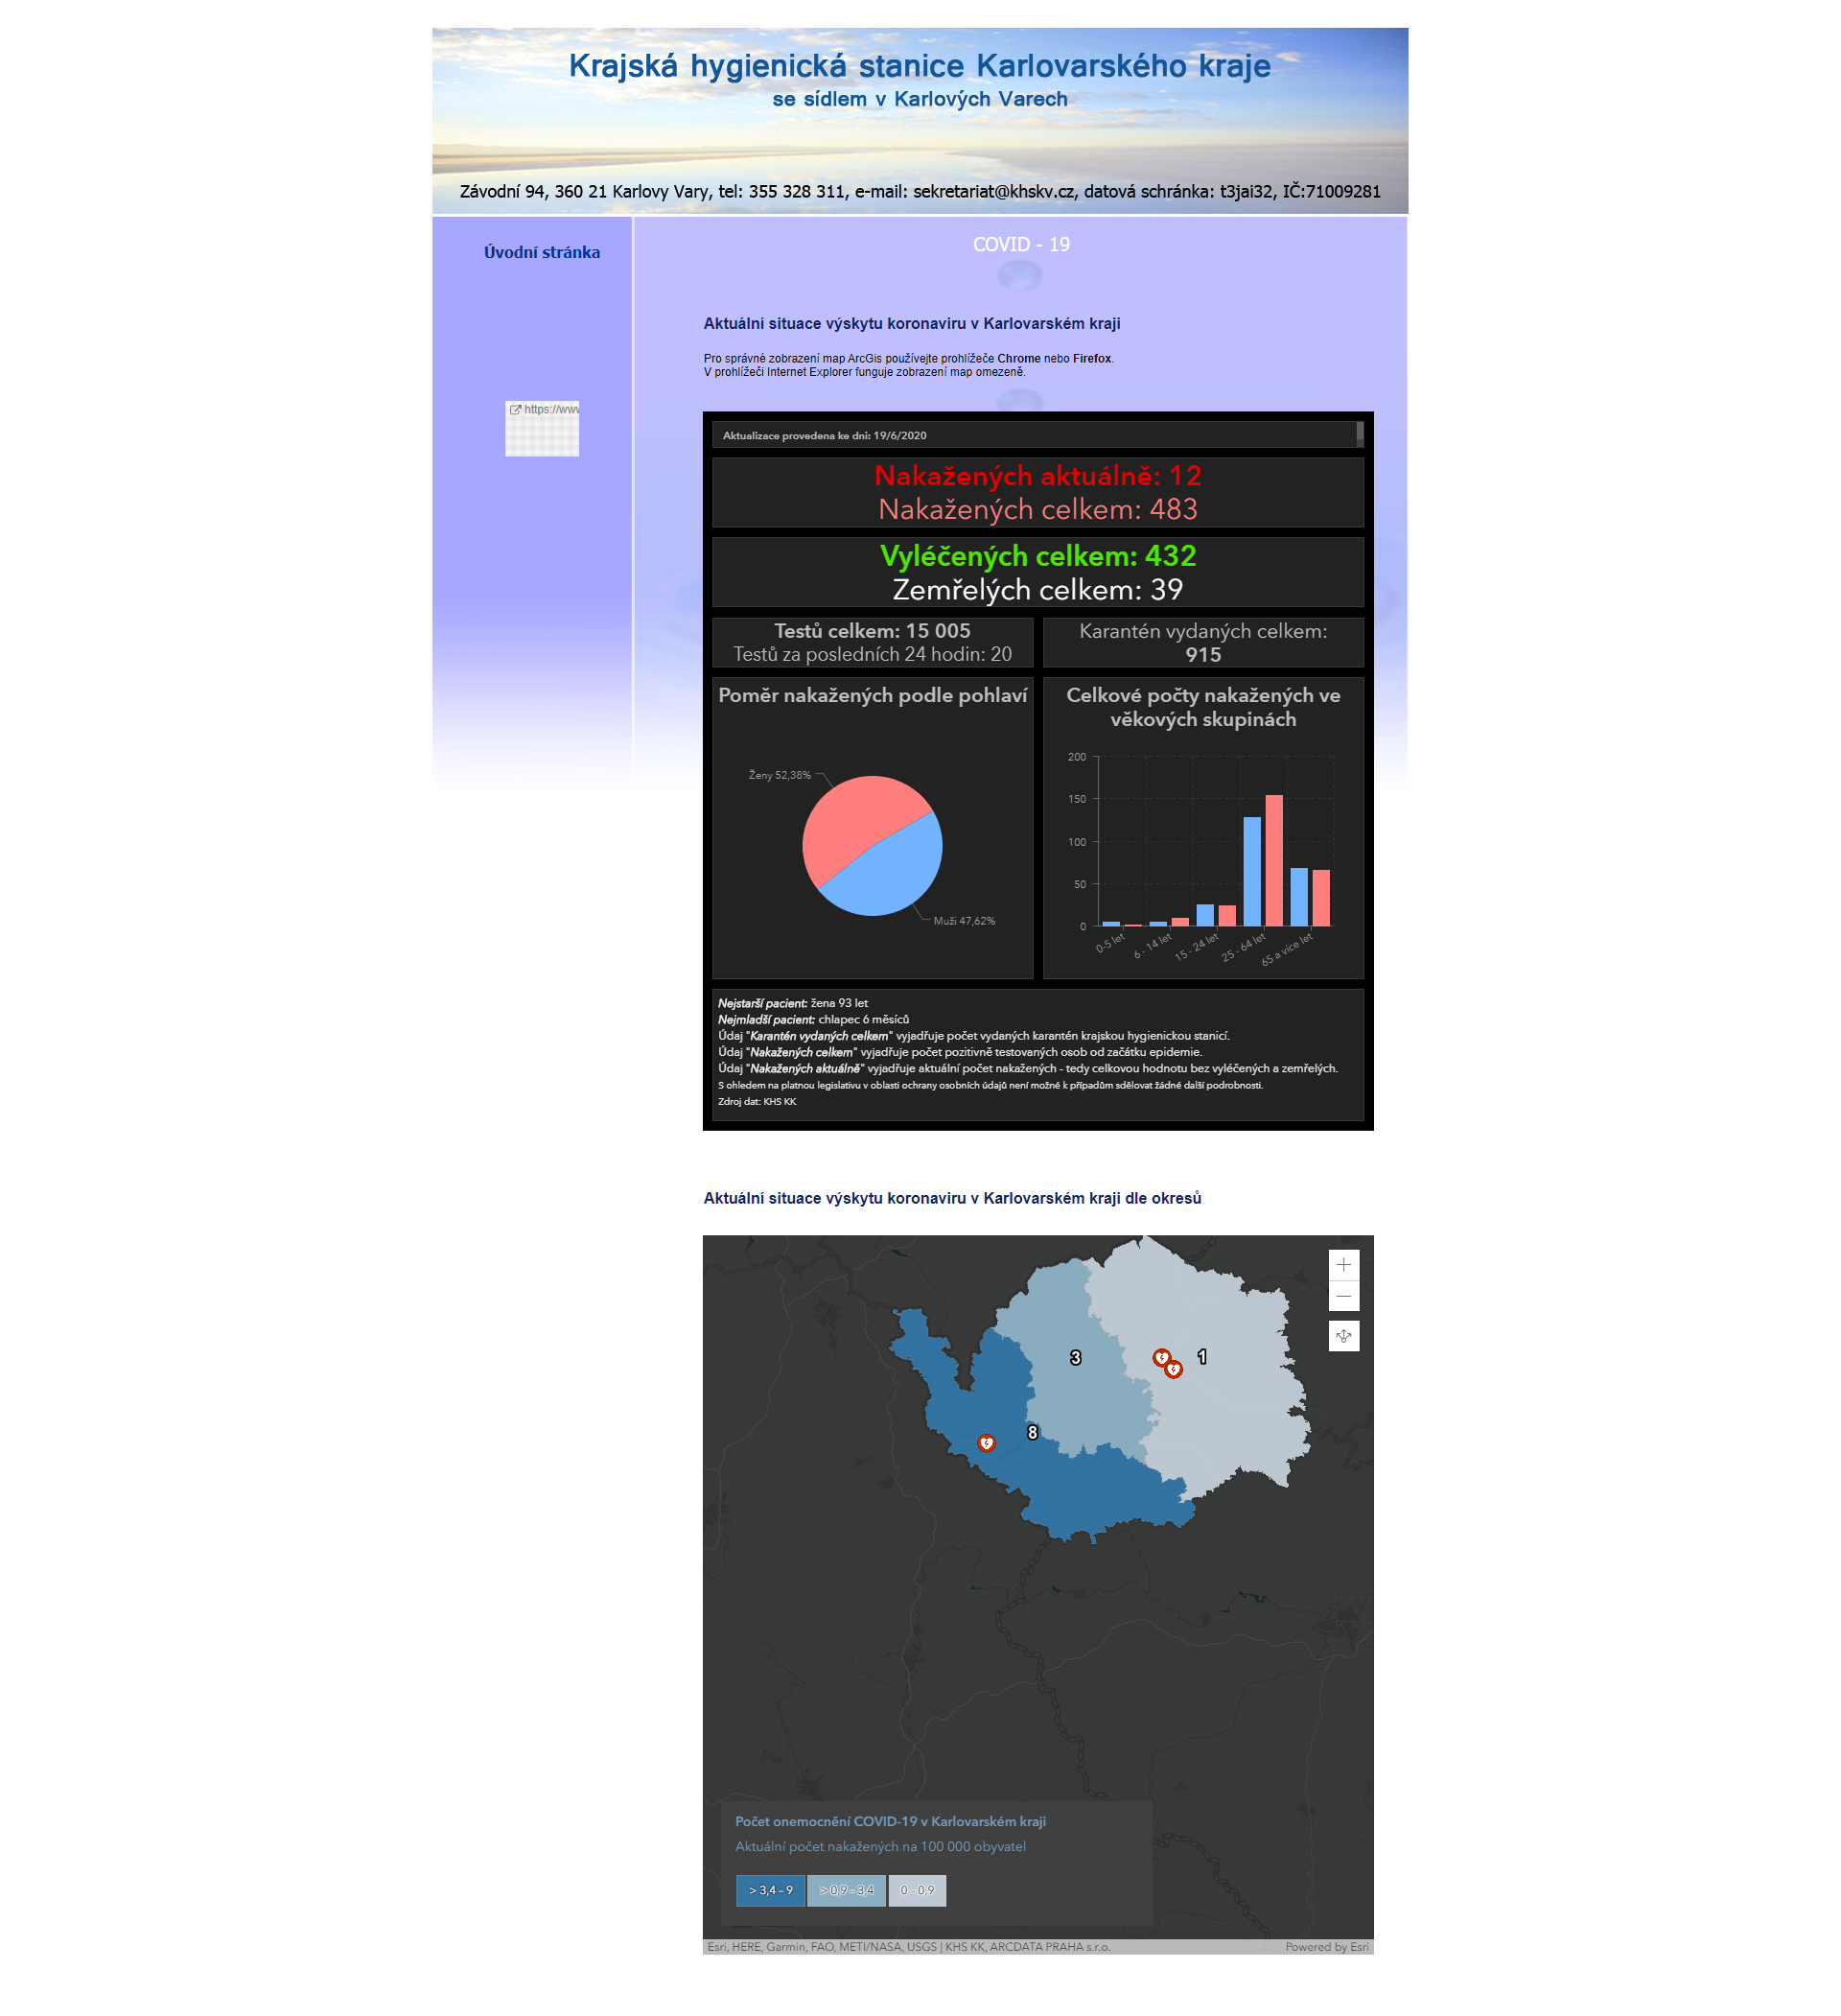 Krajská hygienická stanice Karlovarského kraje
se sídlem v Karlových Varech
Závodní 94, 360 21 Karlovy Vary, tel: 355 328 311, e-mail: sekretariat@khskv.cz, datová schránka: t3jai32, IČ:71009281
Úvodní stránka
https://www
COVID - 19
Aktuální situace výskytu koronaviru v Karlovarském kraji
Pro správné zobrazení map ArcGis používejte prohlížeče Chrome nebo Firefox.
V prohlížeči Internet Explorer funguje zobrazení map omezeně.
Aktualizace provedena ke dni: 19/6/2020
Nakažených aktuálně: 12
Nakažených celkem: 483
Vyléčených celkem: 432
Zemřelých celkem: 39
Testů celkem: 15 005
Testů za posledních 24 hodin: 20
Karantén vydaných celkem:
915
Poměr nakažených podle pohlaví
Ženy 52,38%
Muži 47,62%
Celkové počty nakažených ve
věkových skupinách
200
150
100
50
0
0-5 let
6 - 14 let
15 - 24 let
25 - 64 let
65 a více let
Nejstarší pacient: žena 93 let
Nejmladší pacient: chlapec 6 měsíců
Údaj "Karantén vydaných celkem" vyjadřuje počet vydaných karantén krajskou hygienickou stanicí.
Údaj "Nakažených celkem" vyjadřuje počet pozitivně testovaných osob od začátku epidemie.
Údaj "Nakažených aktuálně" vyjadřuje aktuální počet nakažených - tedy celkovou hodnotu bez vyléčených a zemřelých.
S ohledem na platnou legislativu v oblasti ochrany osobních údajů není možné k případům sdělovat žádné další podrobnosti.
Zdroj dat: KHS KK
Aktuální situace výskytu koronaviru v Karlovarském kraji dle okresů
3
1
8
Počet onemocnění COVID-19 v Karlovarském kraji
Aktuální počet nakažených na 100 000 obyvatel
> 3,4 - 9
> 0,9 - 3,4
0 - 0,9
Esri, HERE, Garmin, FAO, METI/NASA, USGS | KHS KK, ARCDATA PRAHA s.r.o.
Powered by Esri